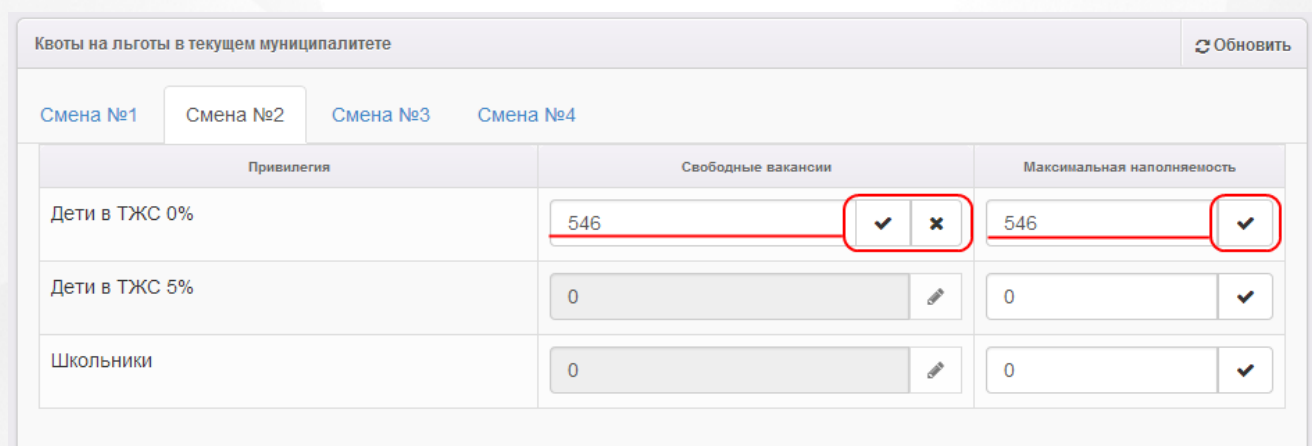 Квоты на льготы в текущем муниципалитете
Обновить
Смена №1 Смена №2 Смена №3 Смена №4
Привилегия Свободные вакансии Максимальная наполняемость
Дети в ТЖС 0% 546 546
Дети в ТЖС 5% 0 0
Школьники 0 0